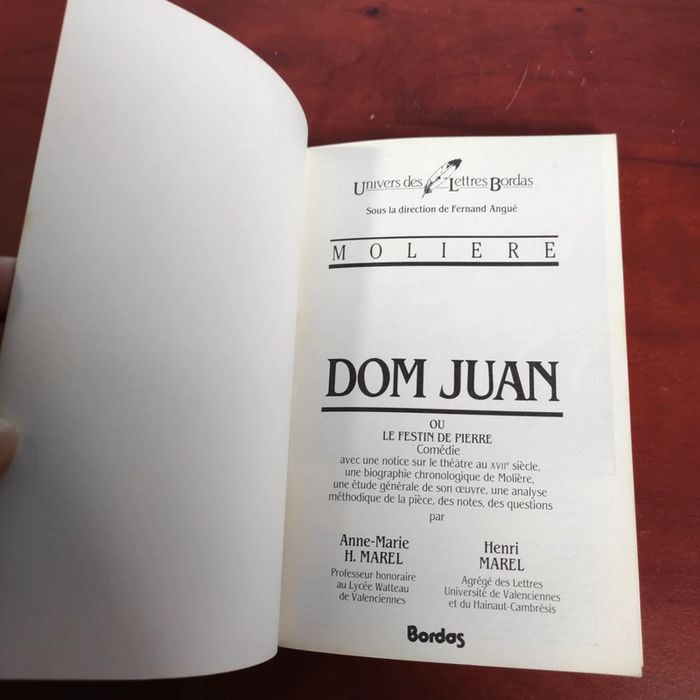 Univers des Lettres Bordas
Sous la direction de Fernand Angué
MOLIERE
DOM JUAN
OU
LE FESTIN DE PIERRE
Comédie
avec une notice sur le théâtre au XVIIe siècle,
une biographie chronologique de Molière,
une étude générale de son œuvre, une analyse
méthodique de la pièce, des notes, des questions
par
Anne-Marie
H. MAREL
Professeur honoraire
au Lycée Watteau
de Valenciennes
Henri
MAREL
Agrégé des Lettres
Université de Valenciennes
et du Hainaut-Cambrésis
Bordas